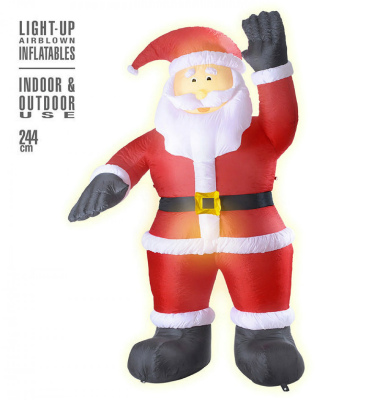 LIGHT-UP
AIRBLOWN
INFLATABLES
INDOOR &
OUTDOOR
USE
244
cm